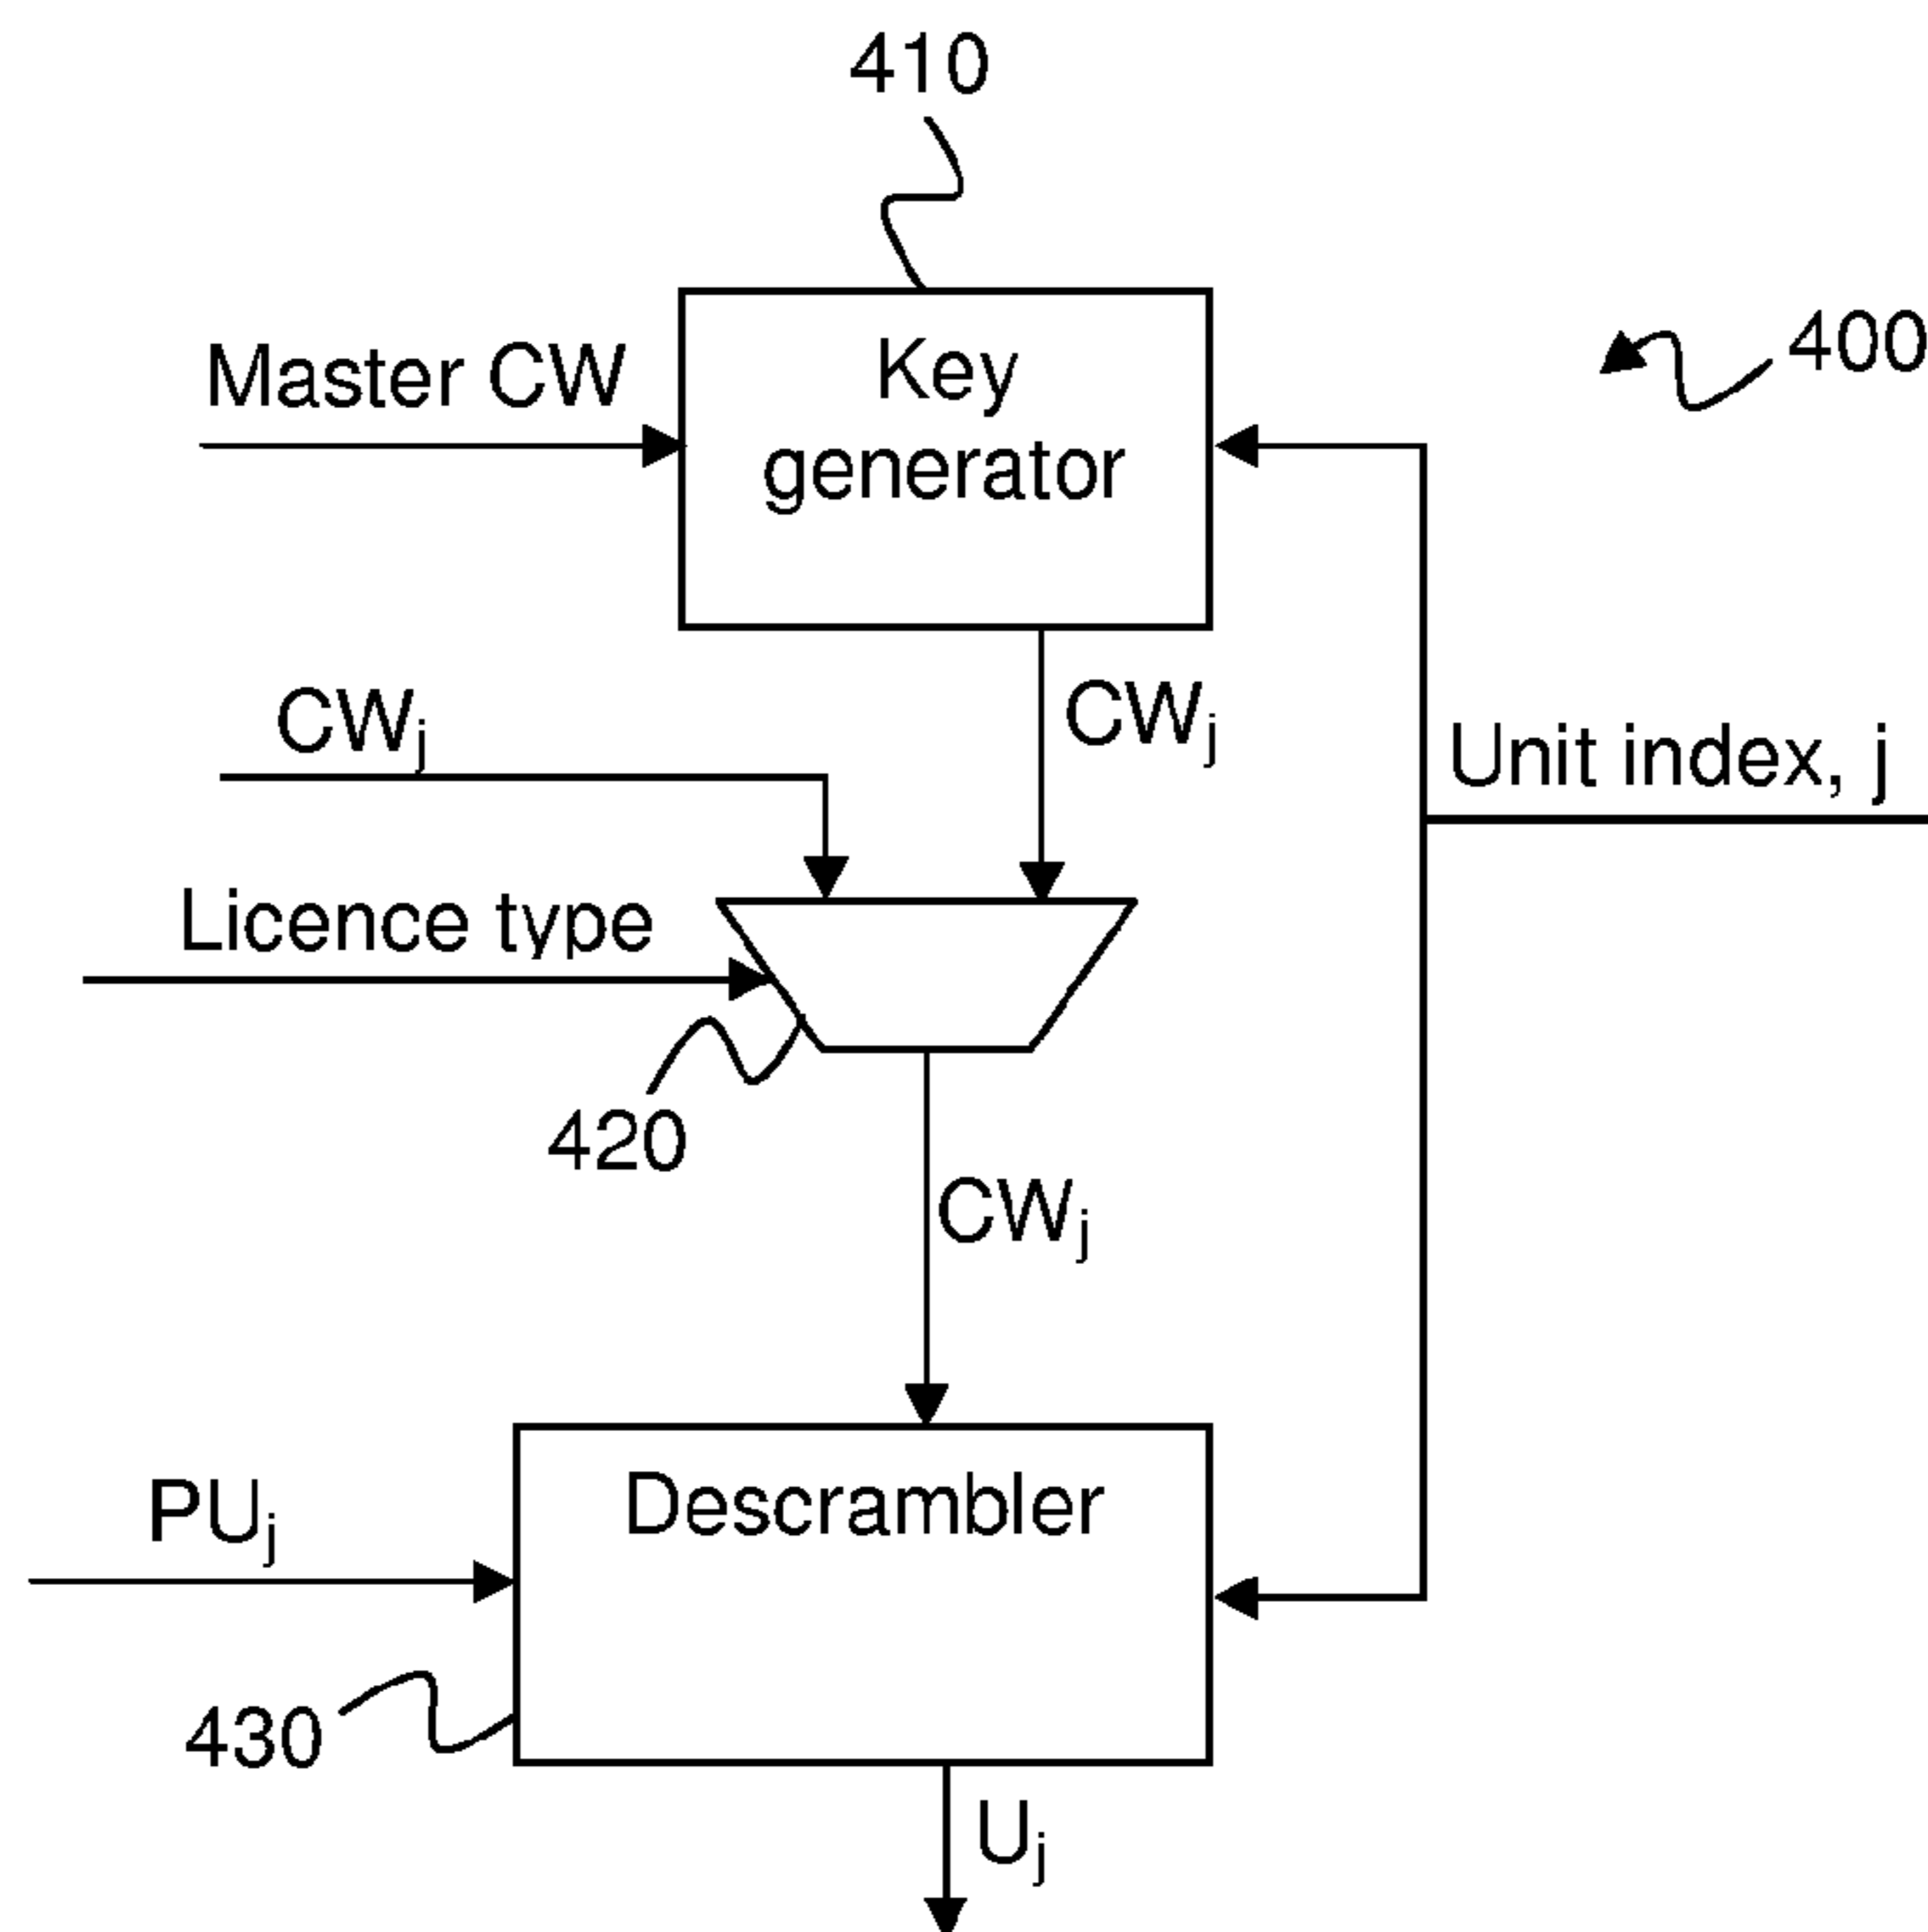 410
Master CW
Key
generator
400
CWj
CWj
Unit index, j
Licence type
420
CWj
PUj
Descrambler
430
Uj